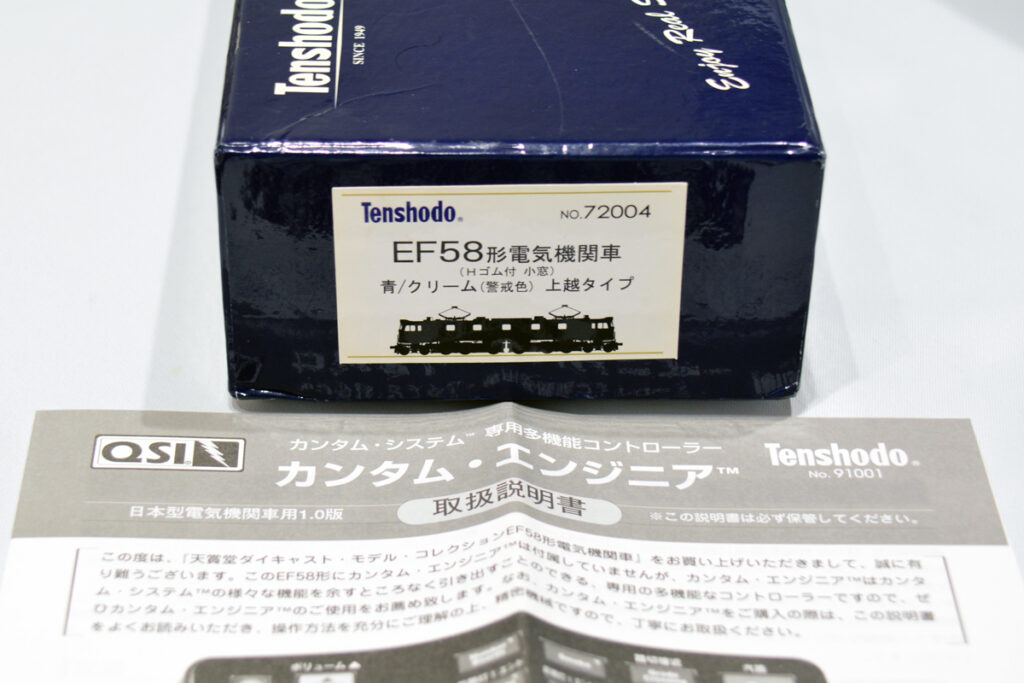 Tenshodo
SINCE 1949
Enjoy Real
Tenshodo®
NO.72004
EF58形電気機関車
(Hゴム付 小窓)
青/クリーム(警戒色) 上越タイプ
QSI®
カンタム・システム™ 専用多機能コントローラー
カンタム・エンジニア™
Tenshodo®
No. 91001
取扱説明書
日本型電気機関車用1.0版
※この説明書は必ず保管してください。
この度は、「天賞堂ダイキャスト・モデル・コレクションEF58形電気機関車」をお買い上げいただきまして、誠に有
り難うございます。このEF58形にカンタム・エンジニア™は付属していませんが、カンタム・エンジニア™はカンタ
ム・システム™の様々な機能を余すところなく引き出すことのできる、専用の多機能なコントローラーですので、ぜ
ひカンタム・エンジニア™のご使用をお薦め致します。なお、カンタム・エンジニア™をご購入の際は、この説明書
をよくお読みいただき、操作方法を充分にご理解の上、精密機械ですので、丁寧にお取扱ください。
ボリューム▲
汽笛